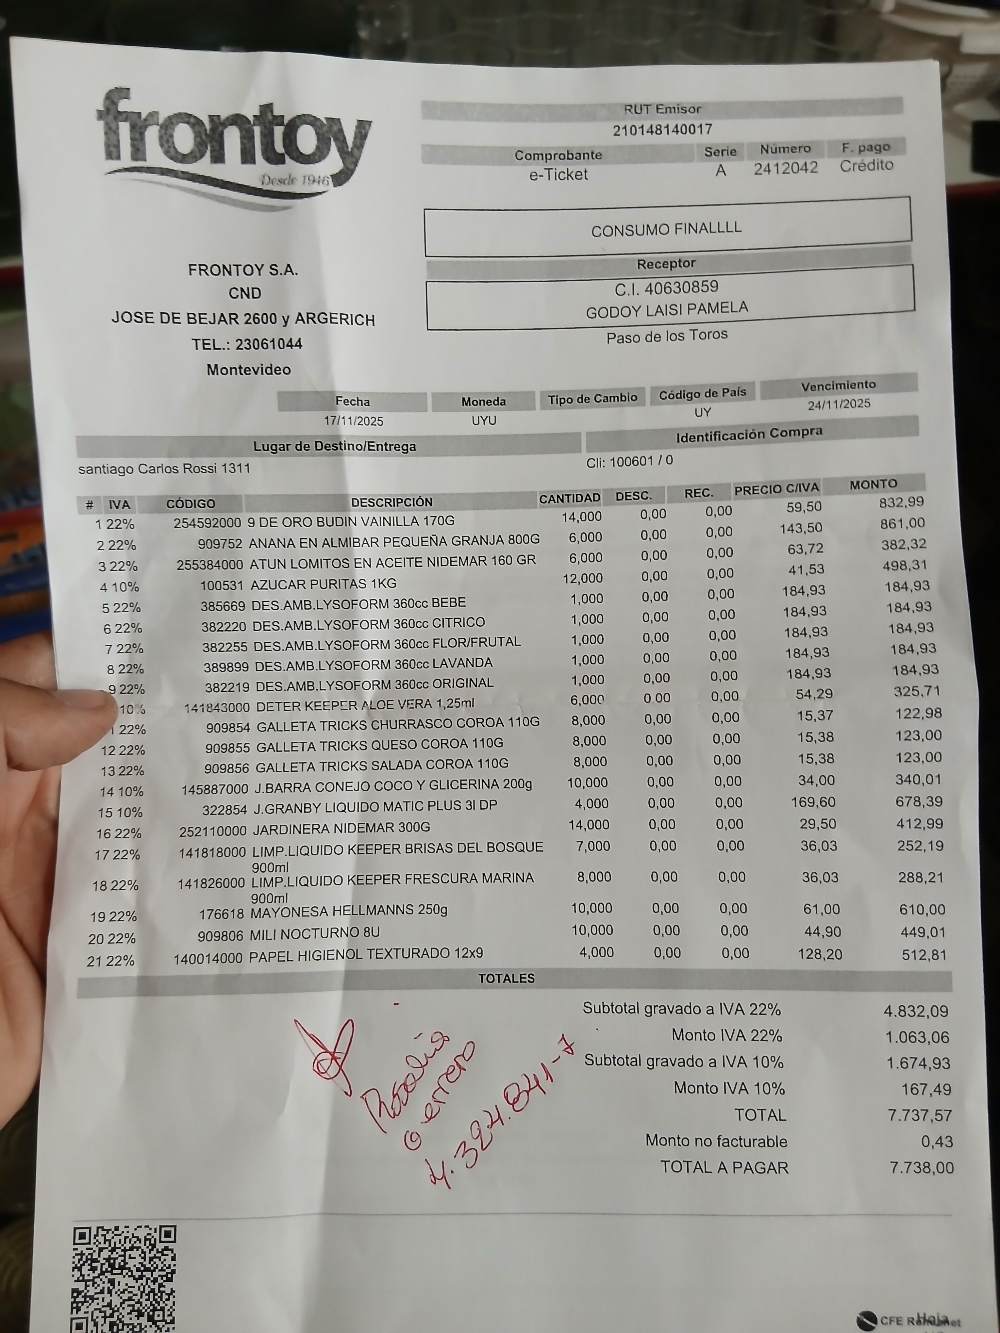 frontoy
Desde 1946
RUT Emisor
210148140017
Comprobante Serie Número F. pago
e-Ticket A 2412042 Crédito
CONSUMO FINALLLL
Receptor
C.I. 40630859
GODOY LAISI PAMELA
Paso de los Toros
FRONTOY S.A.
CND
JOSE DE BEJAR 2600 y ARGERICH
TEL.: 23061044
Montevideo
Fecha Moneda Tipo de Cambio Código de País Vencimiento
17/11/2025 UYU UY 24/11/2025
Lugar de Destino/Entrega Identificación Compra
santiago Carlos Rossi 1311 Cli: 100601 / 0
# IVA CÓDIGO DESCRIPCIÓN CANTIDAD DESC. REC. PRECIO C/IVA MONTO
1 22% 254592000 9 DE ORO BUDIN VAINILLA 170G 14,000 0,00 0,00 59,50 832,99
2 22% 909752 ANANA EN ALMIBAR PEQUEÑA GRANJA 800G 6,000 0,00 0,00 143,50 861,00
3 22% 255384000 ATUN LOMITOS EN ACEITE NIDEMAR 160 GR 6,000 0,00 0,00 63,72 382,32
4 10% 100531 AZUCAR PURITAS 1KG 12,000 0,00 0,00 41,53 498,31
5 22% 385669 DES.AMB.LYSOFORM 360cc BEBE 1,000 0,00 0,00 184,93 184,93
6 22% 382220 DES.AMB.LYSOFORM 360cc CITRICO 1,000 0,00 0,00 184,93 184,93
7 22% 382255 DES.AMB.LYSOFORM 360cc FLOR/FRUTAL 1,000 0,00 0,00 184,93 184,93
8 22% 389899 DES.AMB.LYSOFORM 360cc LAVANDA 1,000 0,00 0,00 184,93 184,93
9 22% 382219 DES.AMB.LYSOFORM 360cc ORIGINAL 1,000 0,00 0,00 184,93 184,93
10% 141843000 DETER KEEPER ALOE VERA 1,25ml 6,000 0,00 0,00 54,29 325,71
1 22% 909854 GALLETA TRICKS CHURRASCO COROA 110G 8,000 0,00 0,00 15,37 122,98
12 22% 909855 GALLETA TRICKS QUESO COROA 110G 8,000 0,00 0,00 15,38 123,00
13 22% 909856 GALLETA TRICKS SALADA COROA 110G 8,000 0,00 0,00 15,38 123,00
14 10% 145887000 J.BARRA CONEJO COCO Y GLICERINA 200g 10,000 0,00 0,00 34,00 340,01
15 10% 322854 J.GRANBY LIQUIDO MATIC PLUS 3l DP 4,000 0,00 0,00 169,60 678,39
16 22% 252110000 JARDINERA NIDEMAR 300G 14,000 0,00 0,00 29,50 412,99
17 22% 141818000 LIMP.LIQUIDO KEEPER BRISAS DEL BOSQUE 7,000 0,00 0,00 36,03 252,19
900ml
18 22% 141826000 LIMP.LIQUIDO KEEPER FRESCURA MARINA 8,000 0,00 0,00 36,03 288,21
900ml
19 22% 176618 MAYONESA HELLMANNS 250g 10,000 0,00 0,00 61,00 610,00
20 22% 909806 MILI NOCTURNO 8U 10,000 0,00 0,00 44,90 449,01
21 22% 140014000 PAPEL HIGIENOL TEXTURADO 12x9 4,000 0,00 0,00 128,20 512,81
TOTALES
Subtotal gravado a IVA 22% 4.832,09
Monto IVA 22% 1.063,06
Subtotal gravado a IVA 10% 1.674,93
Monto IVA 10% 167,49
TOTAL 7.737,57
Monto no facturable 0,43
TOTAL A PAGAR 7.738,00
Rosalia
4.324.841-7
CFE